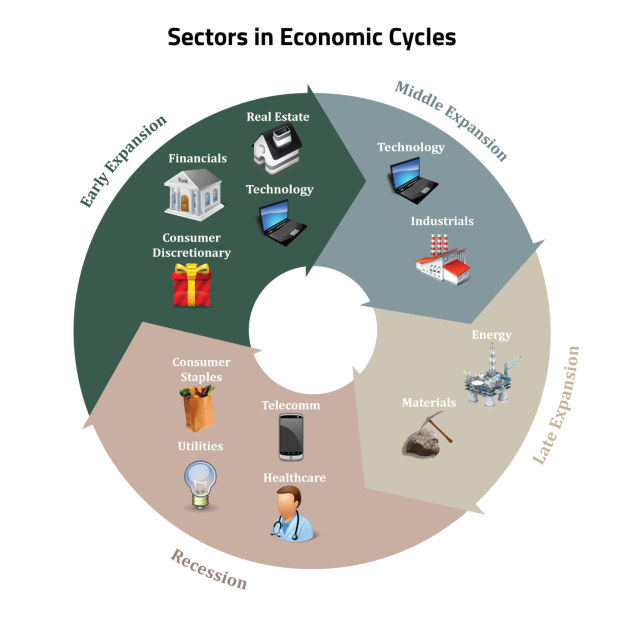 Sectors in Economic Cycles
Early Expansion
Real Estate
Financials
Technology
Consumer
Discretionary
Middle Expansion
Technology
Industrials
Late Expansion
Energy
Materials
Recession
Consumer
Staples
Telecomm
Utilities
Healthcare
Bank